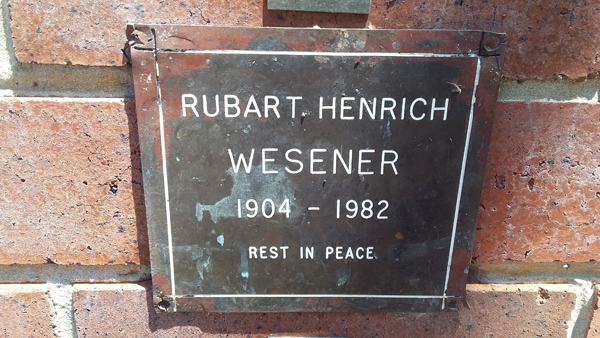 RUBART HENRICH
WESENER
1904 - 1982
REST IN PEACE